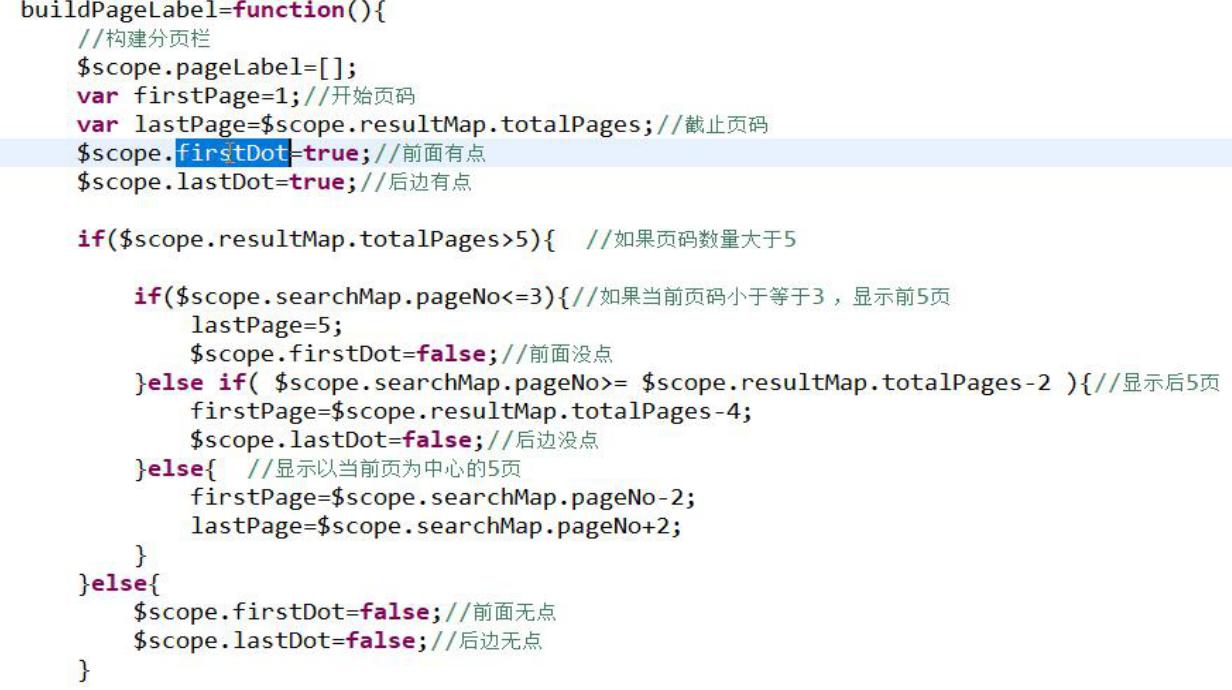 buildPageLabel=function(){
//构建分页栏
$scope.pageLabel=[];
var firstPage=1;//开始页码
var lastPage=$scope.resultMap.totalPages;//截止页码
$scope.firstDot=true;//前面有点
$scope.lastDot=true;//后边有点
if($scope.resultMap.totalPages>5){  //如果页码数量大于5
if($scope.searchMap.pageNo<=3){//如果当前页码小于等于3 ，显示前5页
lastPage=5;
$scope.firstDot=false;//前面没点
}else if( $scope.searchMap.pageNo>= $scope.resultMap.totalPages-2 ){//显示后5页
firstPage=$scope.resultMap.totalPages-4;
$scope.lastDot=false;//后边没点
}else{  //显示以当前页为中心的5页
firstPage=$scope.searchMap.pageNo-2;
lastPage=$scope.searchMap.pageNo+2;
}
}else{
$scope.firstDot=false;//前面无点
$scope.lastDot=false;//后边无点
}